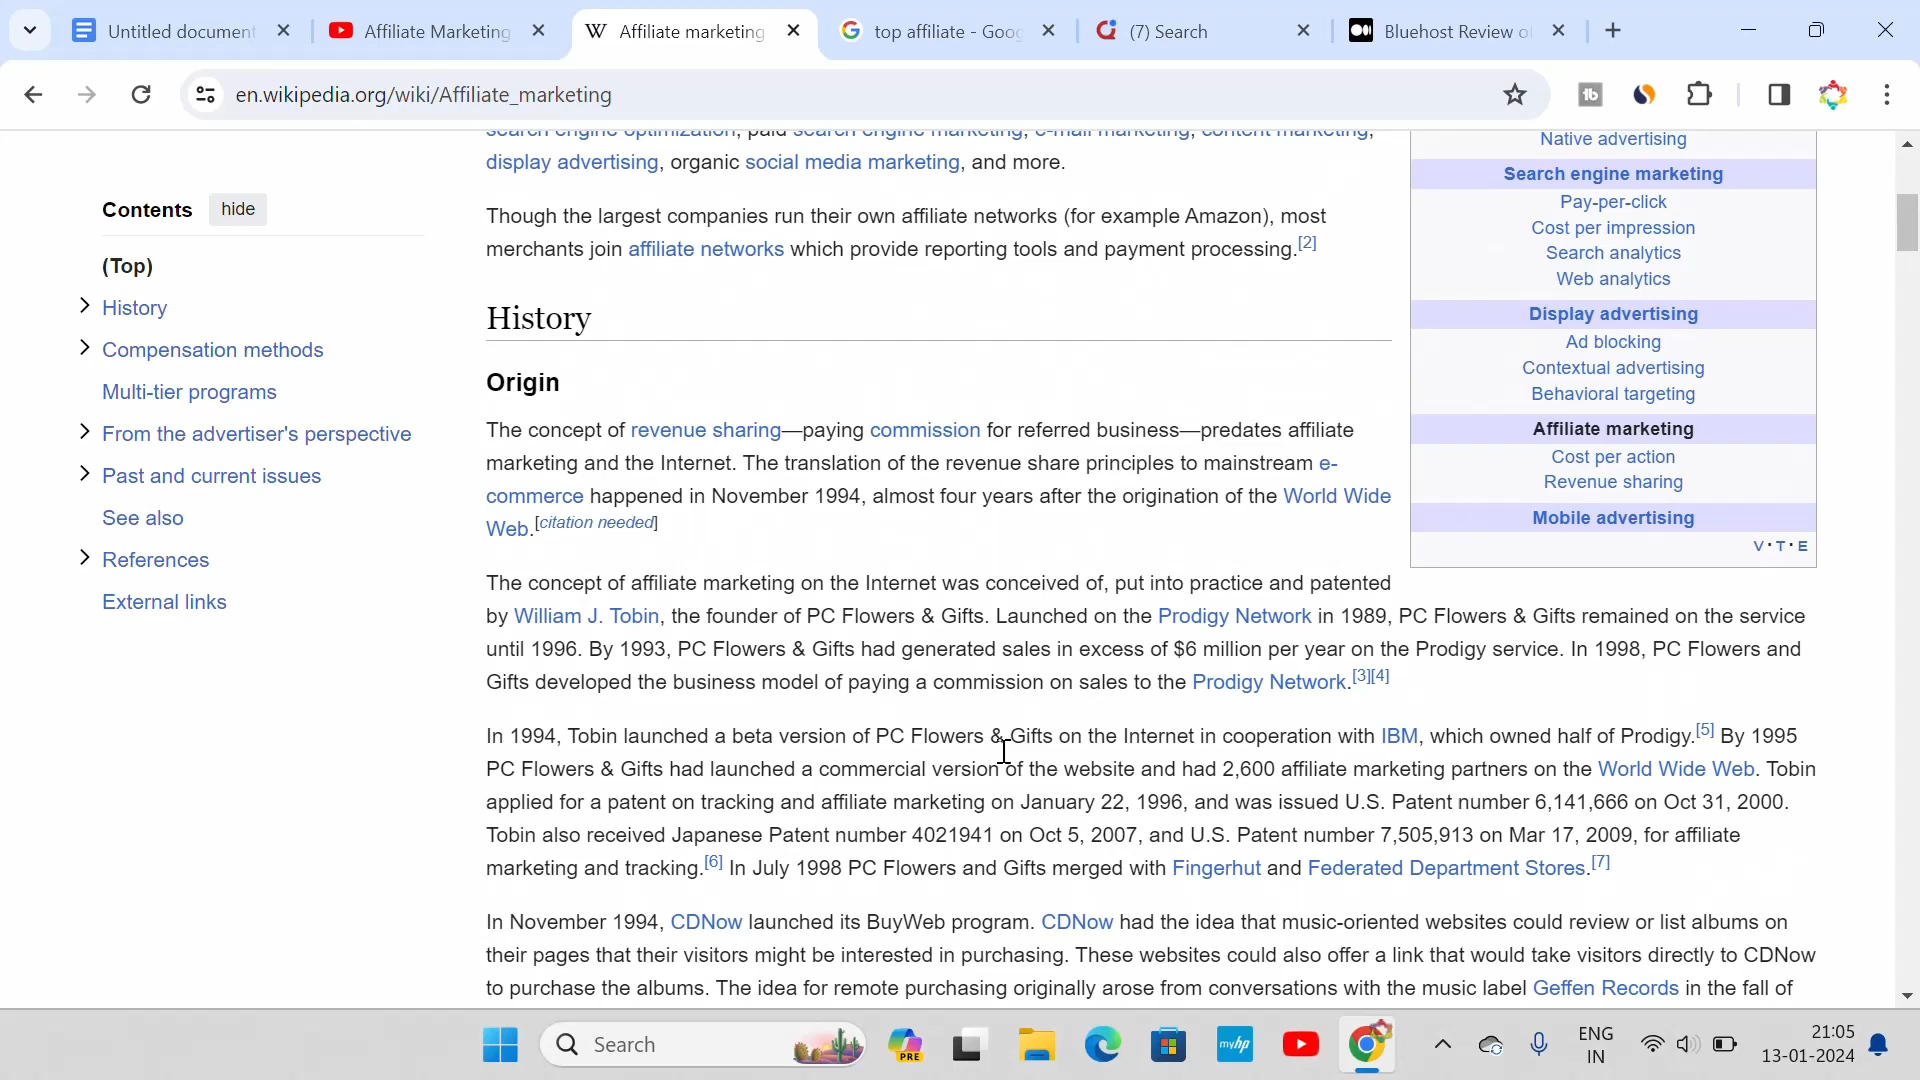 Untitled document
Affiliate Marketing
Affiliate marketing
top affiliate - Goog
(7) Search
Bluehost Review of
en.wikipedia.org/wiki/Affiliate_marketing
search engine optimization, paid search engine marketing, e-mail marketing, content marketing,
display advertising, organic social media marketing, and more.
Though the largest companies run their own affiliate networks (for example Amazon), most
merchants join affiliate networks which provide reporting tools and payment processing.[2]
Contents hide
(Top)
History
Compensation methods
Multi-tier programs
From the advertiser's perspective
Past and current issues
See also
References
External links
History
Origin
The concept of revenue sharing—paying commission for referred business—predates affiliate
marketing and the Internet. The translation of the revenue share principles to mainstream e-
commerce happened in November 1994, almost four years after the origination of the World Wide
Web.[citation needed]
The concept of affiliate marketing on the Internet was conceived of, put into practice and patented
by William J. Tobin, the founder of PC Flowers & Gifts. Launched on the Prodigy Network in 1989, PC Flowers & Gifts remained on the service
until 1996. By 1993, PC Flowers & Gifts had generated sales in excess of $6 million per year on the Prodigy service. In 1998, PC Flowers and
Gifts developed the business model of paying a commission on sales to the Prodigy Network.[3][4]
In 1994, Tobin launched a beta version of PC Flowers & Gifts on the Internet in cooperation with IBM, which owned half of Prodigy.[5] By 1995
PC Flowers & Gifts had launched a commercial version of the website and had 2,600 affiliate marketing partners on the World Wide Web. Tobin
applied for a patent on tracking and affiliate marketing on January 22, 1996, and was issued U.S. Patent number 6,141,666 on Oct 31, 2000.
Tobin also received Japanese Patent number 4021941 on Oct 5, 2007, and U.S. Patent number 7,505,913 on Mar 17, 2009, for affiliate
marketing and tracking.[6] In July 1998 PC Flowers and Gifts merged with Fingerhut and Federated Department Stores.[7]
In November 1994, CDNow launched its BuyWeb program. CDNow had the idea that music-oriented websites could review or list albums on
their pages that their visitors might be interested in purchasing. These websites could also offer a link that would take visitors directly to CDNow
to purchase the albums. The idea for remote purchasing originally arose from conversations with the music label Geffen Records in the fall of
Native advertising
Search engine marketing
Pay-per-click
Cost per impression
Search analytics
Web analytics
Display advertising
Ad blocking
Contextual advertising
Behavioral targeting
Affiliate marketing
Cost per action
Revenue sharing
Mobile advertising
V·T·E
Search
PRE
myhp
ENG
IN
21:05
13-01-2024